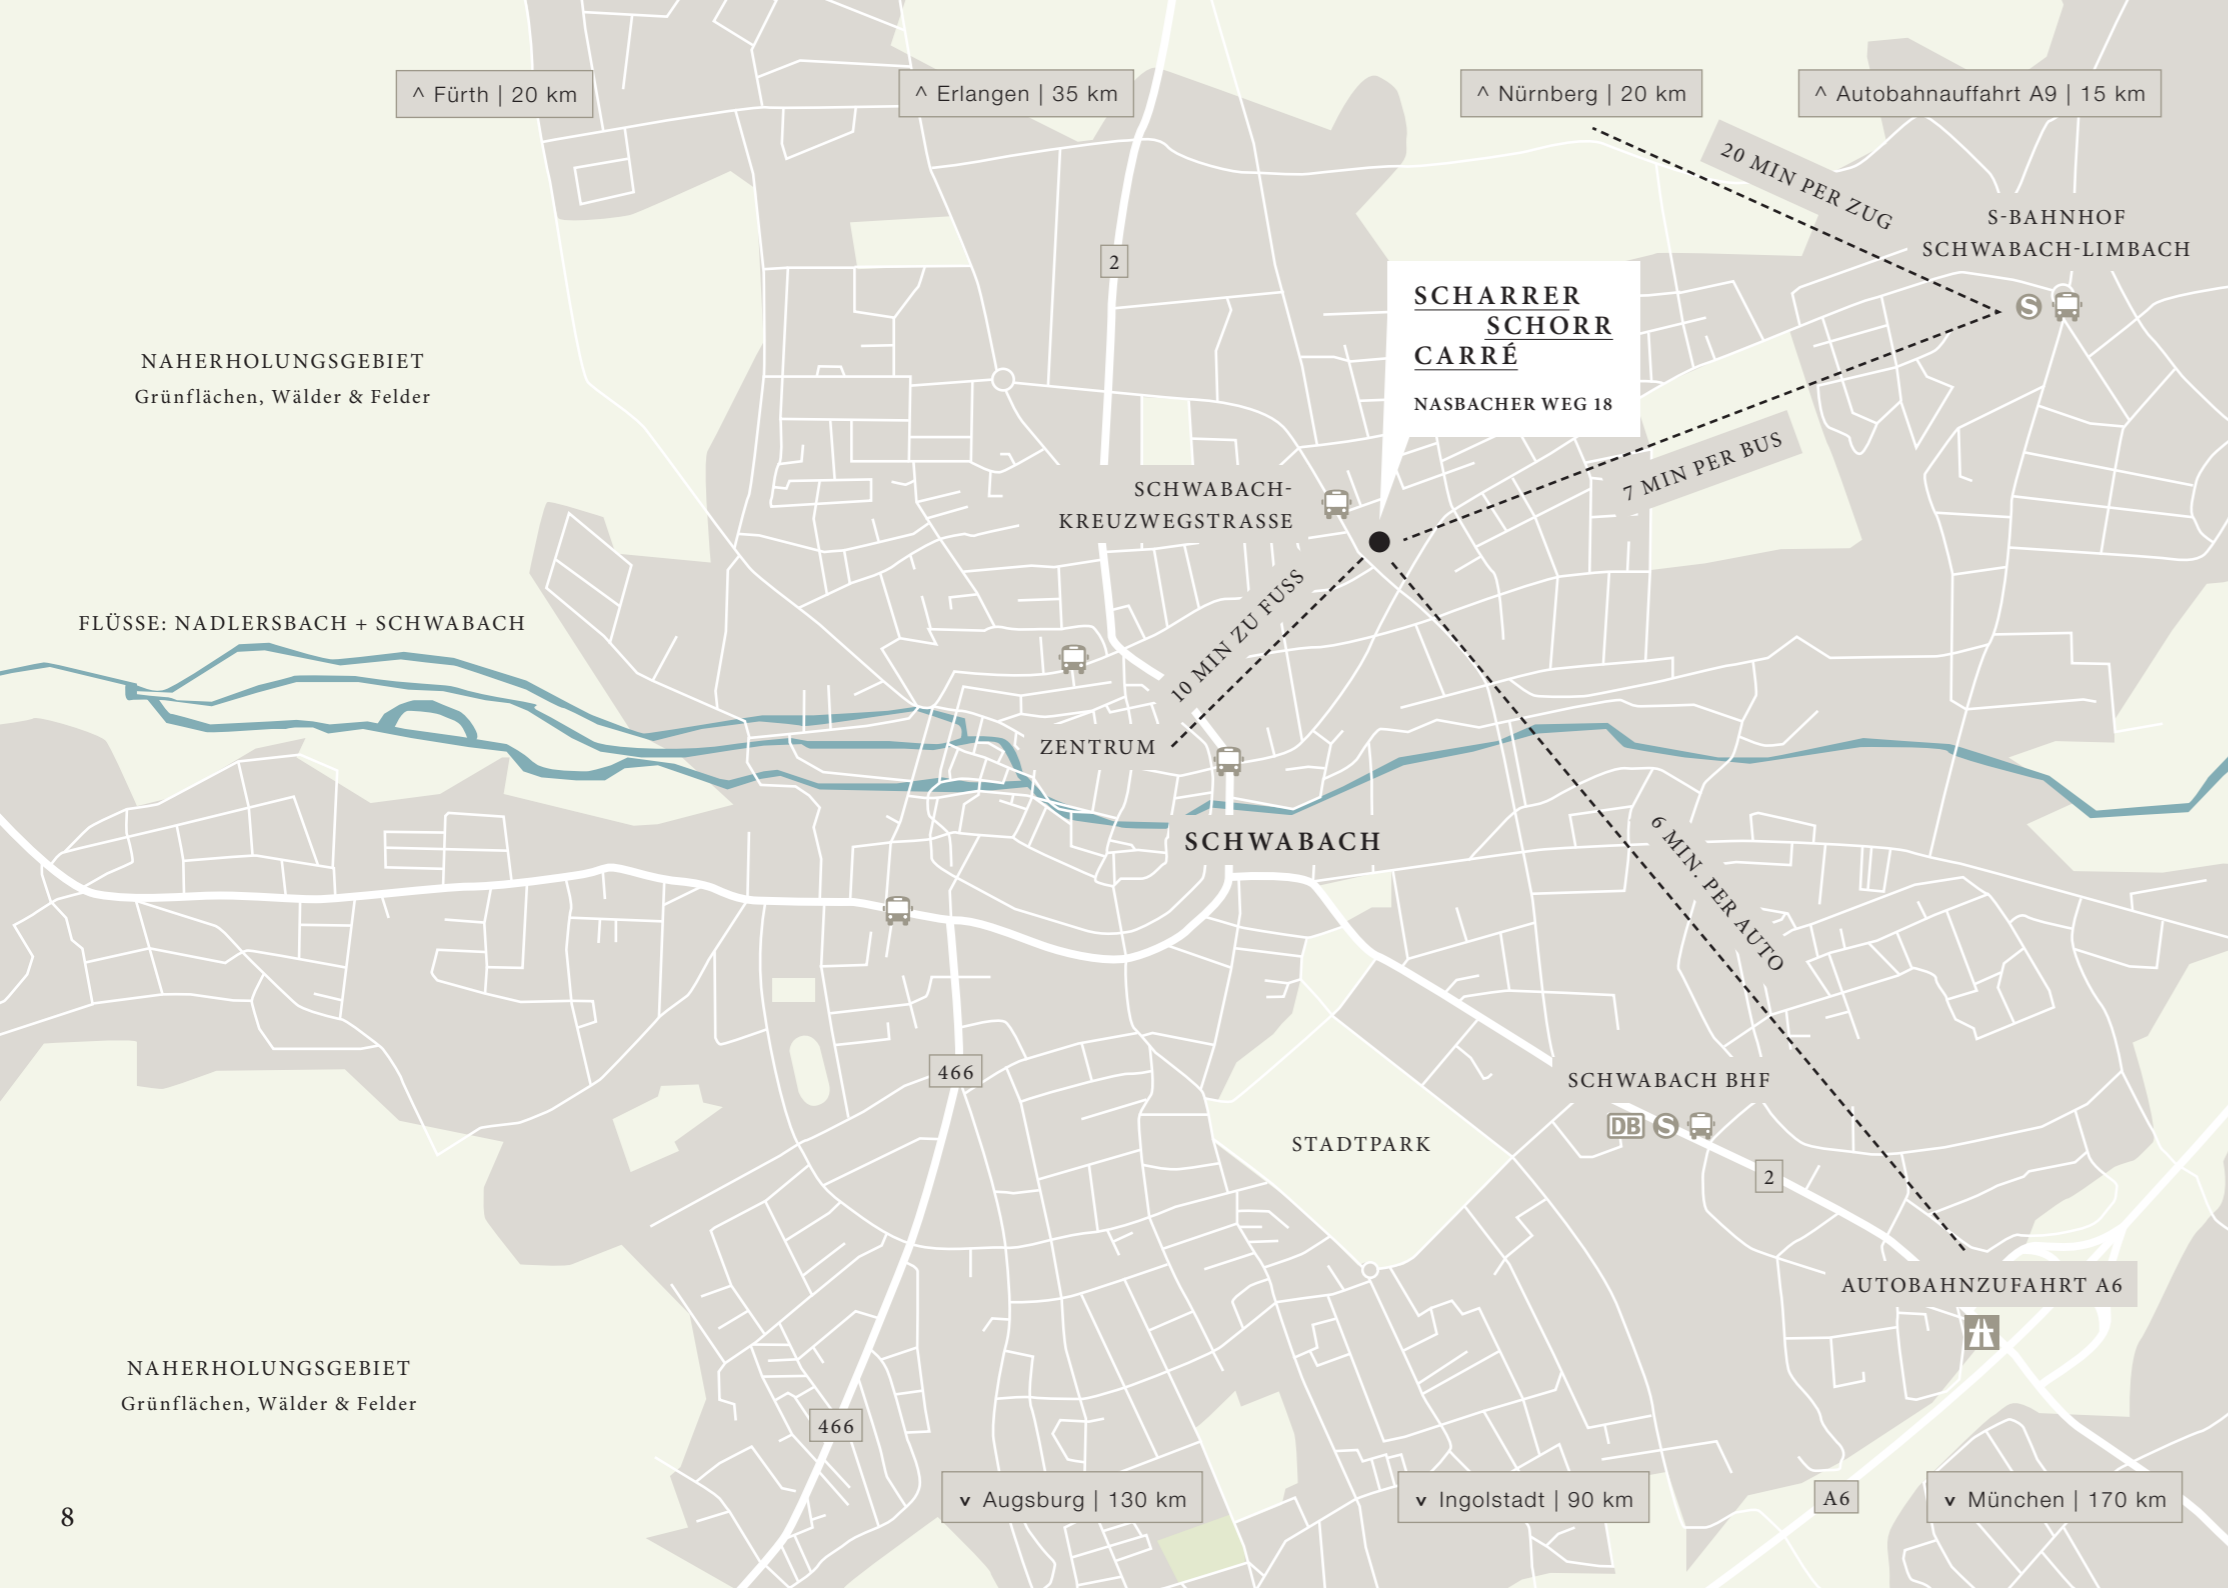 ^ Fürth | 20 km
^ Erlangen | 35 km
^ Nürnberg | 20 km
^ Autobahnauffahrt A9 | 15 km
20 MIN PER ZUG
S-BAHNHOF
SCHWABACH-LIMBACH
S
2
SCHARRER
SCHORR
CARRÉ
NASBACHER WEG 18
NAHERHOLUNGSGEBIET
Grünflächen, Wälder & Felder
7 MIN PER BUS
SCHWABACH-
KREUZWEGSTRASSE
FLÜSSE: NADLERSBACH + SCHWABACH
10 MIN ZU FUSS
ZENTRUM
SCHWABACH
6 MIN. PER AUTO
466
SCHWABACH BHF
DB S
STADTPARK
2
AUTOBAHNZUFAHRT A6
NAHERHOLUNGSGEBIET
Grünflächen, Wälder & Felder
466
v Augsburg | 130 km
v Ingolstadt | 90 km
A6
v München | 170 km
8